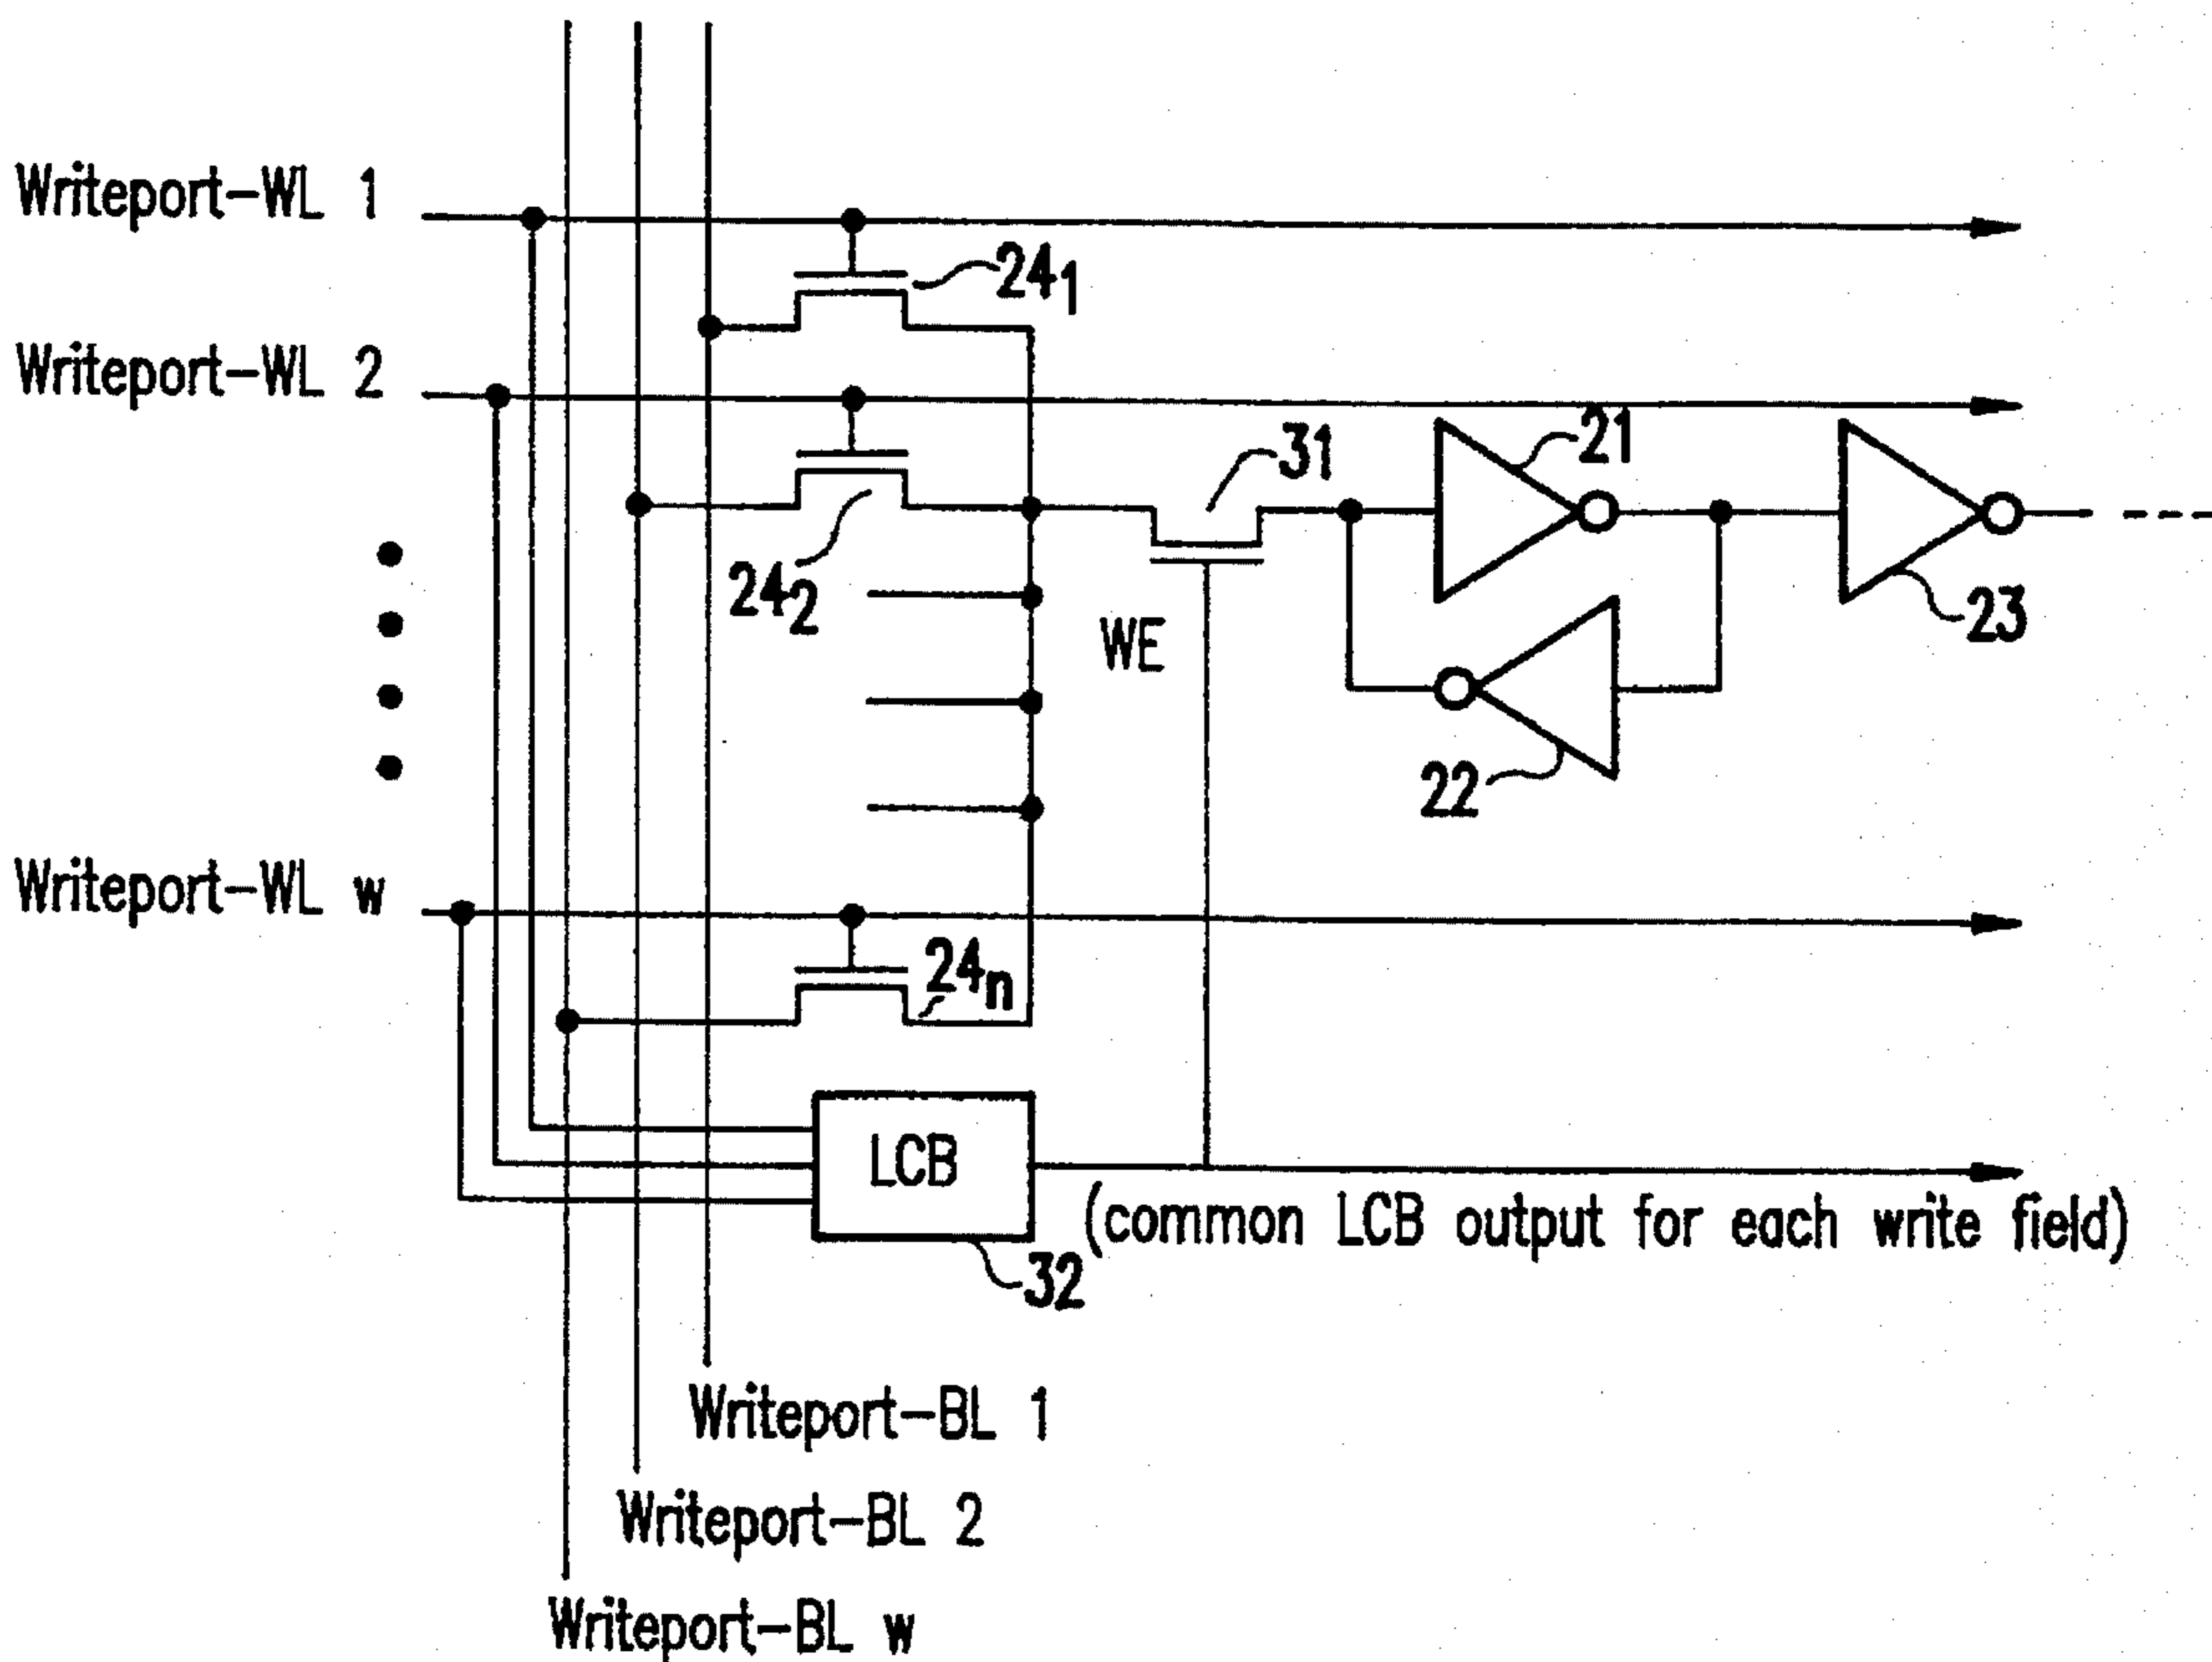 Writeport-WL 1
24₁
Writeport-WL 2
31
21
24₂
WE
23
22
Writeport-WL w
24ₙ
LCB
(common LCB output for each write field)
32
Writeport-BL 1
Writeport-BL 2
Writeport-BL w